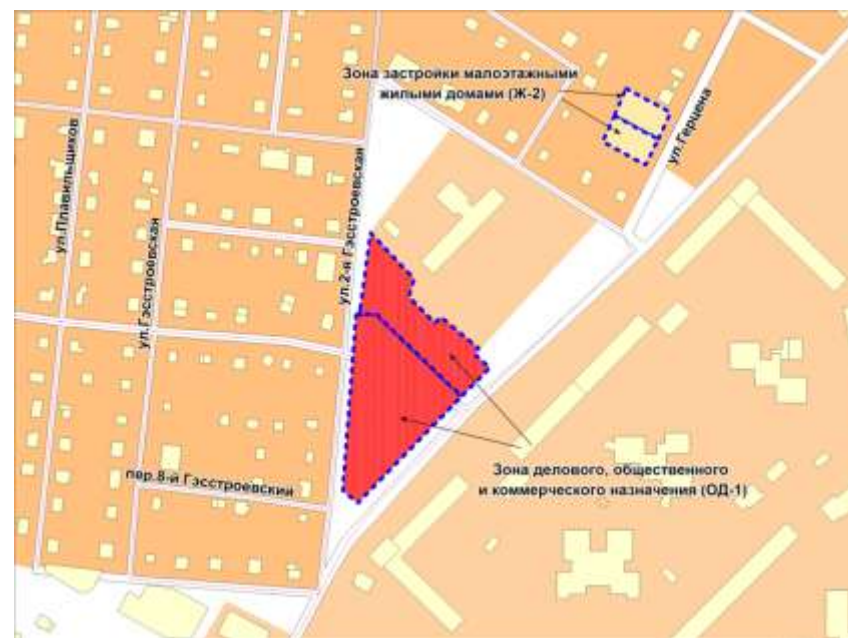 Зона застройки малоэтажными
жилыми домами (Ж-2)
ул.Герцена
ул.Плавильщиков
ул.Гэсстроевская
ул.2-я Гэсстроевская
Зона делового, общественного
и коммерческого назначения (ОД-1)
пер.8-й Гэсстроевский